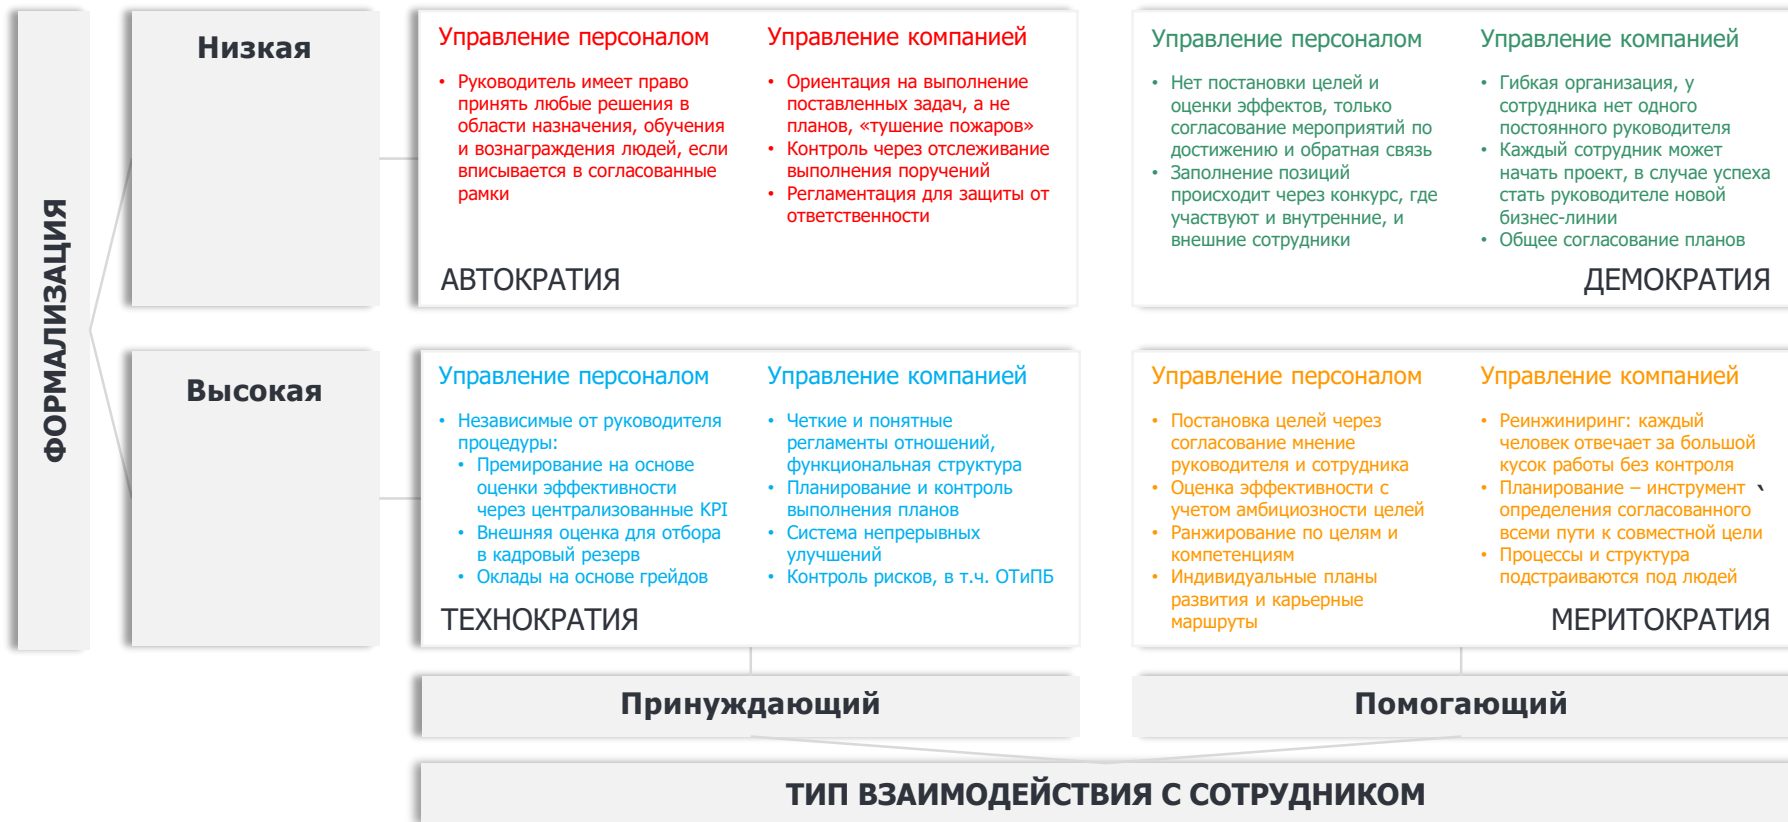 ФОРМАЛИЗАЦИЯ
Низкая
Управление персоналом
• Руководитель имеет право
принять любые решения в
области назначения, обучения
и вознаграждения людей, если
вписывается в согласованные
рамки
Управление компанией
• Ориентация на выполнение
поставленных задач, а не
планов, «тушение пожаров»
• Контроль через отслеживание
выполнения поручений
• Регламентация для защиты от
ответственности
АВТОКРАТИЯ
Управление персоналом
• Нет постановки целей и
оценки эффектов, только
согласование мероприятий по
достижению и обратная связь
• Заполнение позиций
происходит через конкурс, где
участвуют и внутренние, и
внешние сотрудники
Управление компанией
• Гибкая организация, у
сотрудника нет одного
постоянного руководителя
• Каждый сотрудник может
начать проект, в случае успеха
стать руководителе новой
бизнес-линии
• Общее согласование планов
ДЕМОКРАТИЯ
Высокая
Управление персоналом
• Независимые от руководителя
процедуры:
• Премирование на основе
оценки эффективности
через централизованные KPI
• Внешняя оценка для отбора
в кадровый резерв
• Оклады на основе грейдов
Управление компанией
• Четкие и понятные
регламенты отношений,
функциональная структура
• Планирование и контроль
выполнения планов
• Система непрерывных
улучшений
• Контроль рисков, в т.ч. ОТиПБ
ТЕХНОКРАТИЯ
Управление персоналом
• Постановка целей через
согласование мнение
руководителя и сотрудника
• Оценка эффективности с
учетом амбициозности целей
• Ранжирование по целям и
компетенциям
• Индивидуальные планы
развития и карьерные
маршруты
Управление компанией
• Реинжиниринг: каждый
человек отвечает за большой
кусок работы без контроля
• Планирование – инструмент `
определения согласованного
всеми пути к совместной цели
• Процессы и структура
подстраиваются под людей
МЕРИТОКРАТИЯ
Принуждающий
Помогающий
ТИП ВЗАИМОДЕЙСТВИЯ С СОТРУДНИКОМ